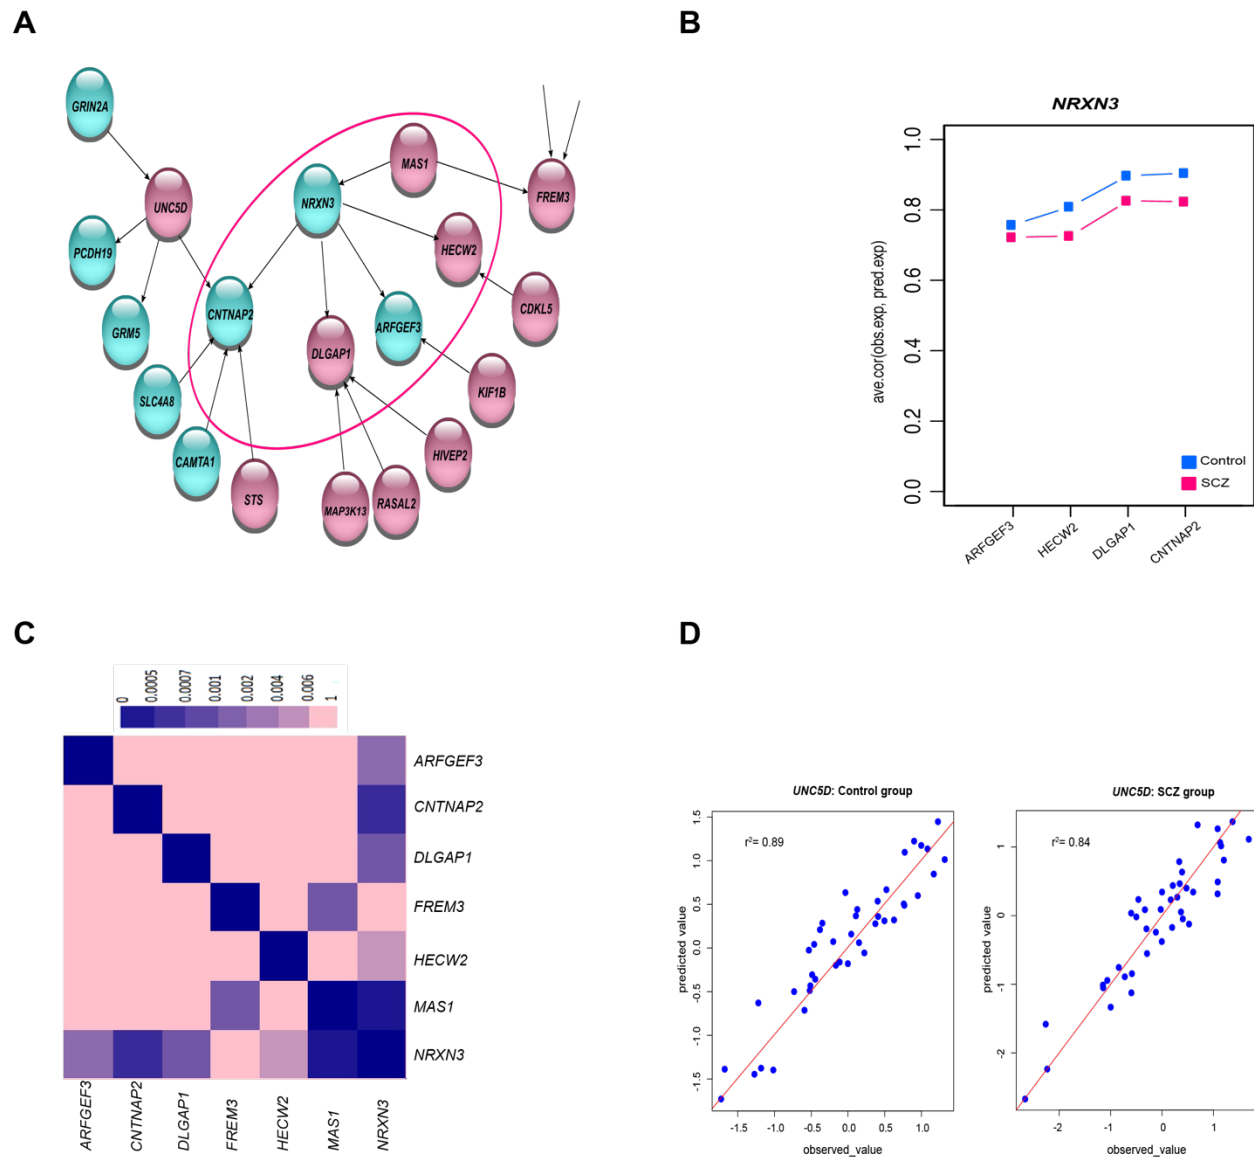 A
GRIN2A
UNC5D
PCDH19
GRM5
SLC4A8
CAMTA1
STS
CNTNAP2
NRXN3
MAS1
FREM3
HECW2
CDKL5
ARFGEF3
DLGAP1
KIF1B
HIVEP2
RASAL2
MAP3K13
B
NRXN3
ave.cor(obs.exp, pred.exp)
1.0
0.8
0.6
0.4
0.2
0.0
Control
SCZ
ARFGEF3
HECW2
DLGAP1
CNTNAP2
C
0
0.0005
0.0007
0.001
0.002
0.004
0.006
1
ARFGEF3
CNTNAP2
DLGAP1
FREM3
HECW2
MAS1
NRXN3
ARFGEF3
CNTNAP2
DLGAP1
FREM3
HECW2
MAS1
NRXN3
D
UNC5D: Control group
r²= 0.89
predicted value
1.5
1.0
0.5
0.0
-0.5
-1.0
-1.5
-1.5 -1.0 -0.5 0.0 0.5 1.0
observed_value
UNC5D: SCZ group
r²= 0.84
predicted value
1
0
-1
-2
-2 -1 0 1
observed_value